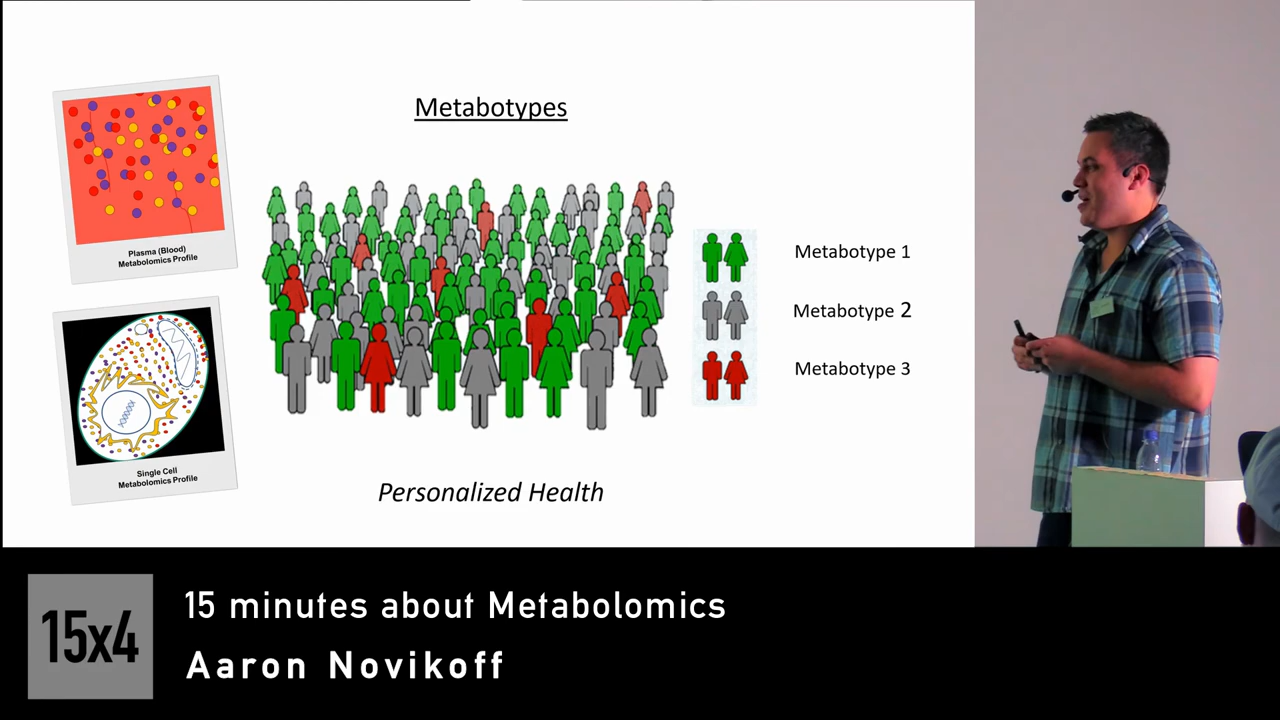 Metabotypes
Plasma (Blood)
Metabolomics Profile
Metabotype 1
Metabotype 2
Metabotype 3
Single Cell
Metabolomics Profile
Personalized Health
15x4
15 minutes about Metabolomics
Aaron Novikoff